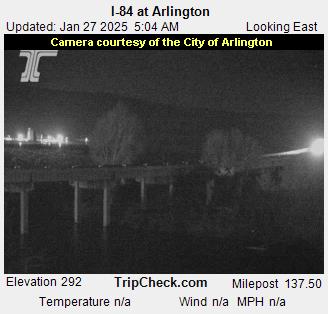 I-84 at Arlington
Updated: Jan 27 2025 5:04 AM Looking East
Camera courtesy of the City of Arlington
Elevation 292 TripCheck.com Milepost 137.50
Temperature n/a Wind n/a MPH n/a